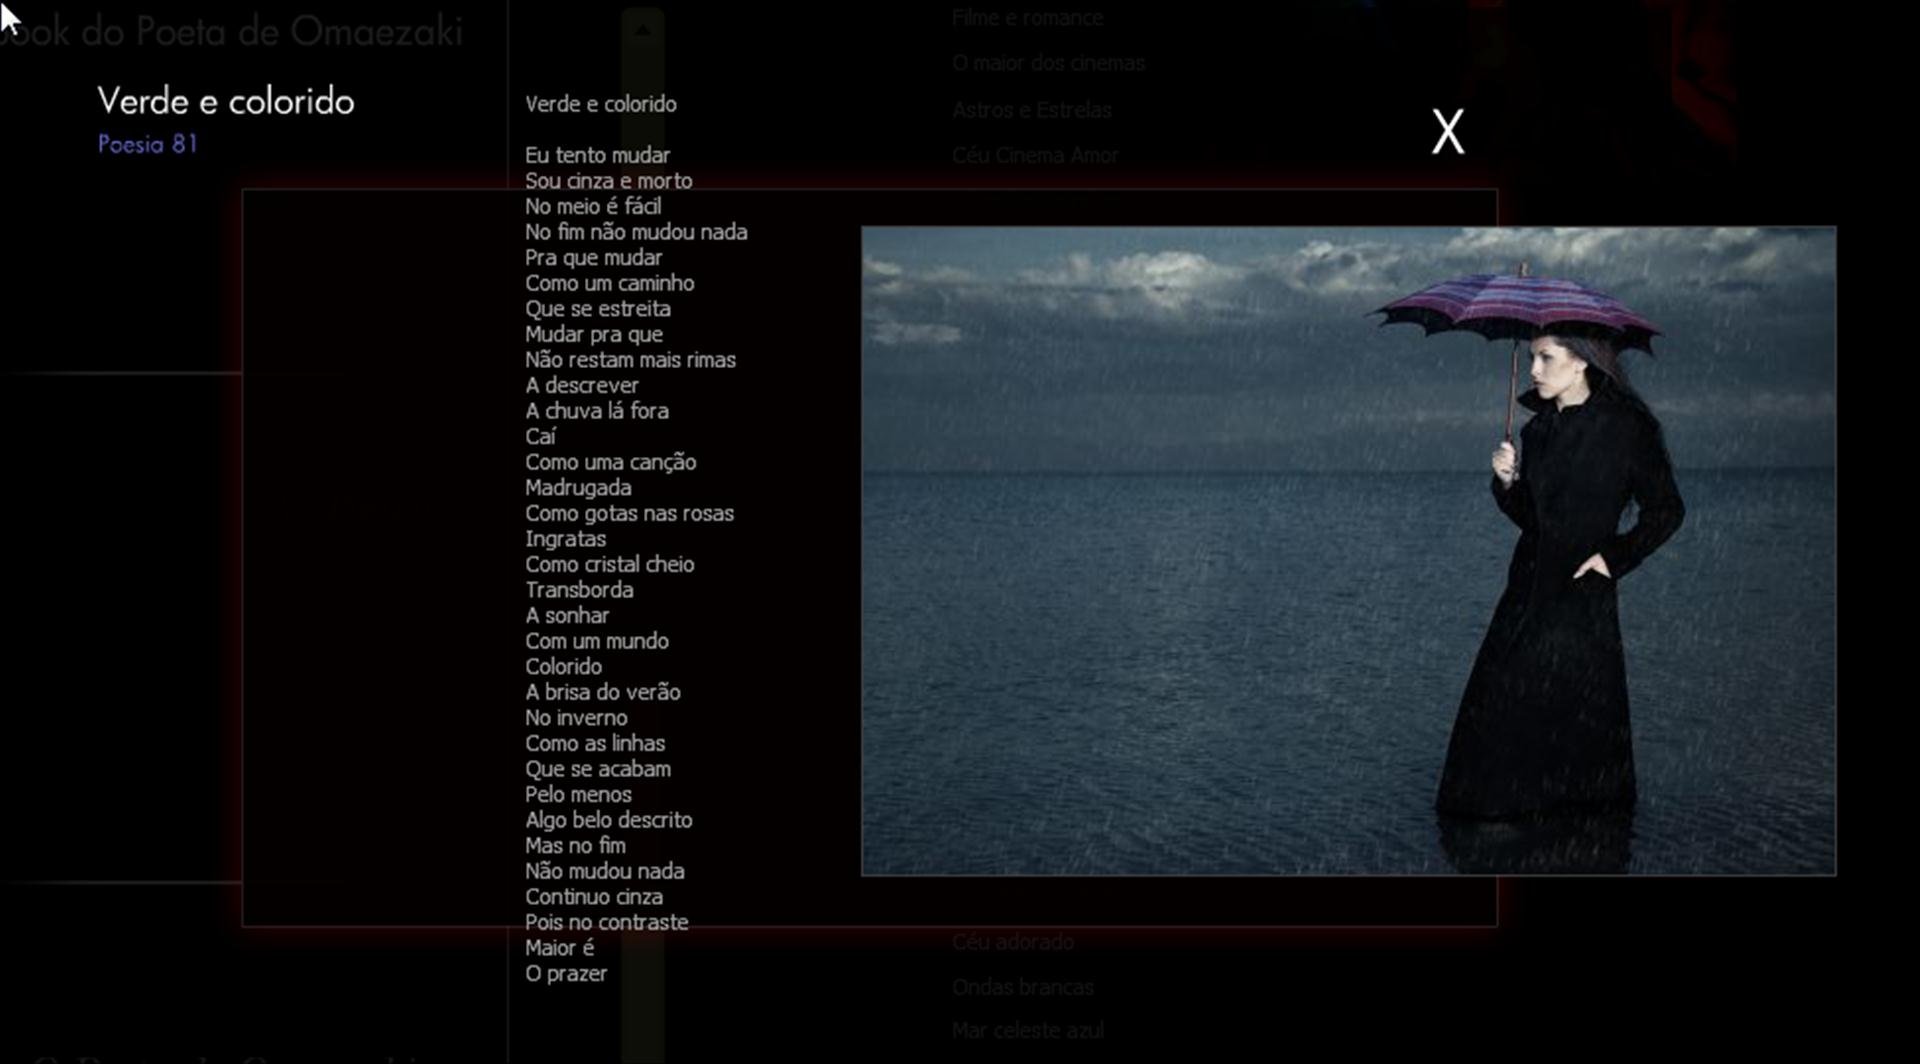 book do Poeta de Omaezaki
Verde e colorido
Poesia 81
Verde e colorido
Eu tento mudar
Sou cinza e morto
No meio é fácil
No fim não mudou nada
Pra que mudar
Como um caminho
Que se estreita
Mudar pra que
Não restam mais rimas
A descrever
A chuva lá fora
Caí
Como uma canção
Madrugada
Como gotas nas rosas
Ingratas
Como cristal cheio
Transborda
A sonhar
Com um mundo
Colorido
A brisa do verão
No inverno
Como as linhas
Que se acabam
Pelo menos
Algo belo descrito
Mas no fim
Não mudou nada
Continuo cinza
Pois no contraste
Maior é
O prazer
X
Filme e romance
O maior dos cinemas
Astros e Estrelas
Céu Cinema Amor
Céu adorado
Ondas brancas
Mar celeste azul